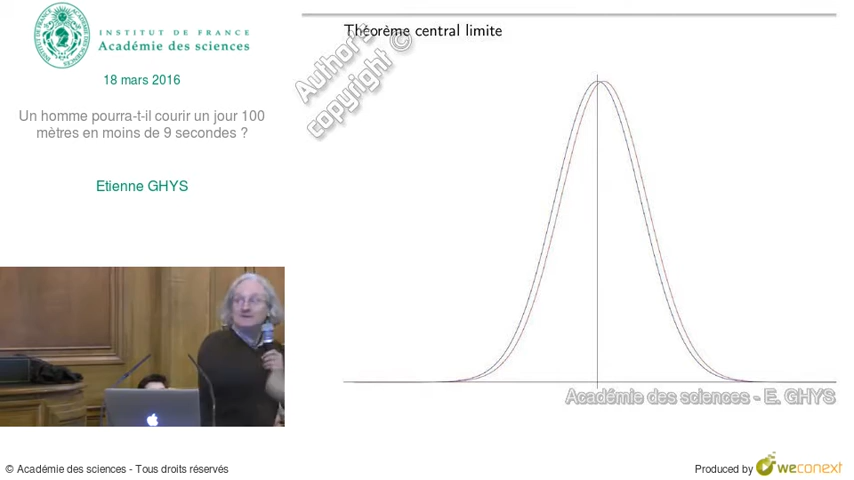 INSTITUT DE FRANCE
Académie des sciences
18 mars 2016
Un homme pourra-t-il courir un jour 100
mètres en moins de 9 secondes ?
Etienne GHYS
Théorème central limite
Author's
copyright ©
Académie des sciences - E. GHYS
© Académie des sciences - Tous droits réservés
Produced by weconext